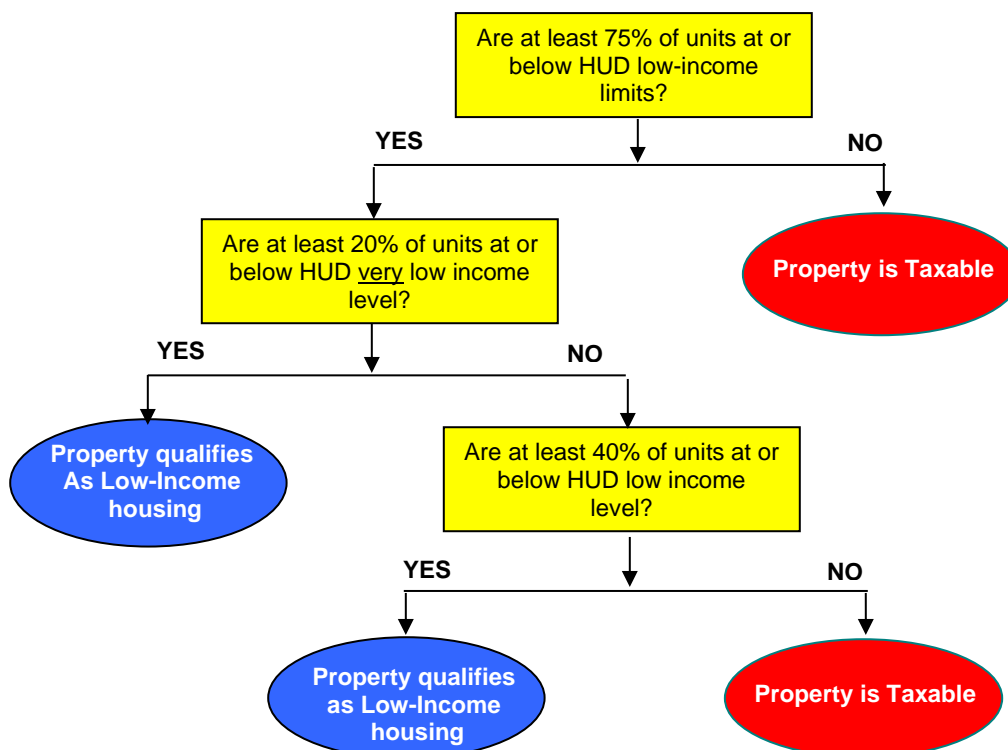 Are at least 75% of units at or
below HUD low-income
limits?
YES
NO
Are at least 20% of units at or
below HUD very low income
level?
Property is Taxable
YES
NO
Property qualifies
As Low-Income
housing
Are at least 40% of units at or
below HUD low income
level?
YES
NO
Property qualifies
as Low-Income
housing
Property is Taxable